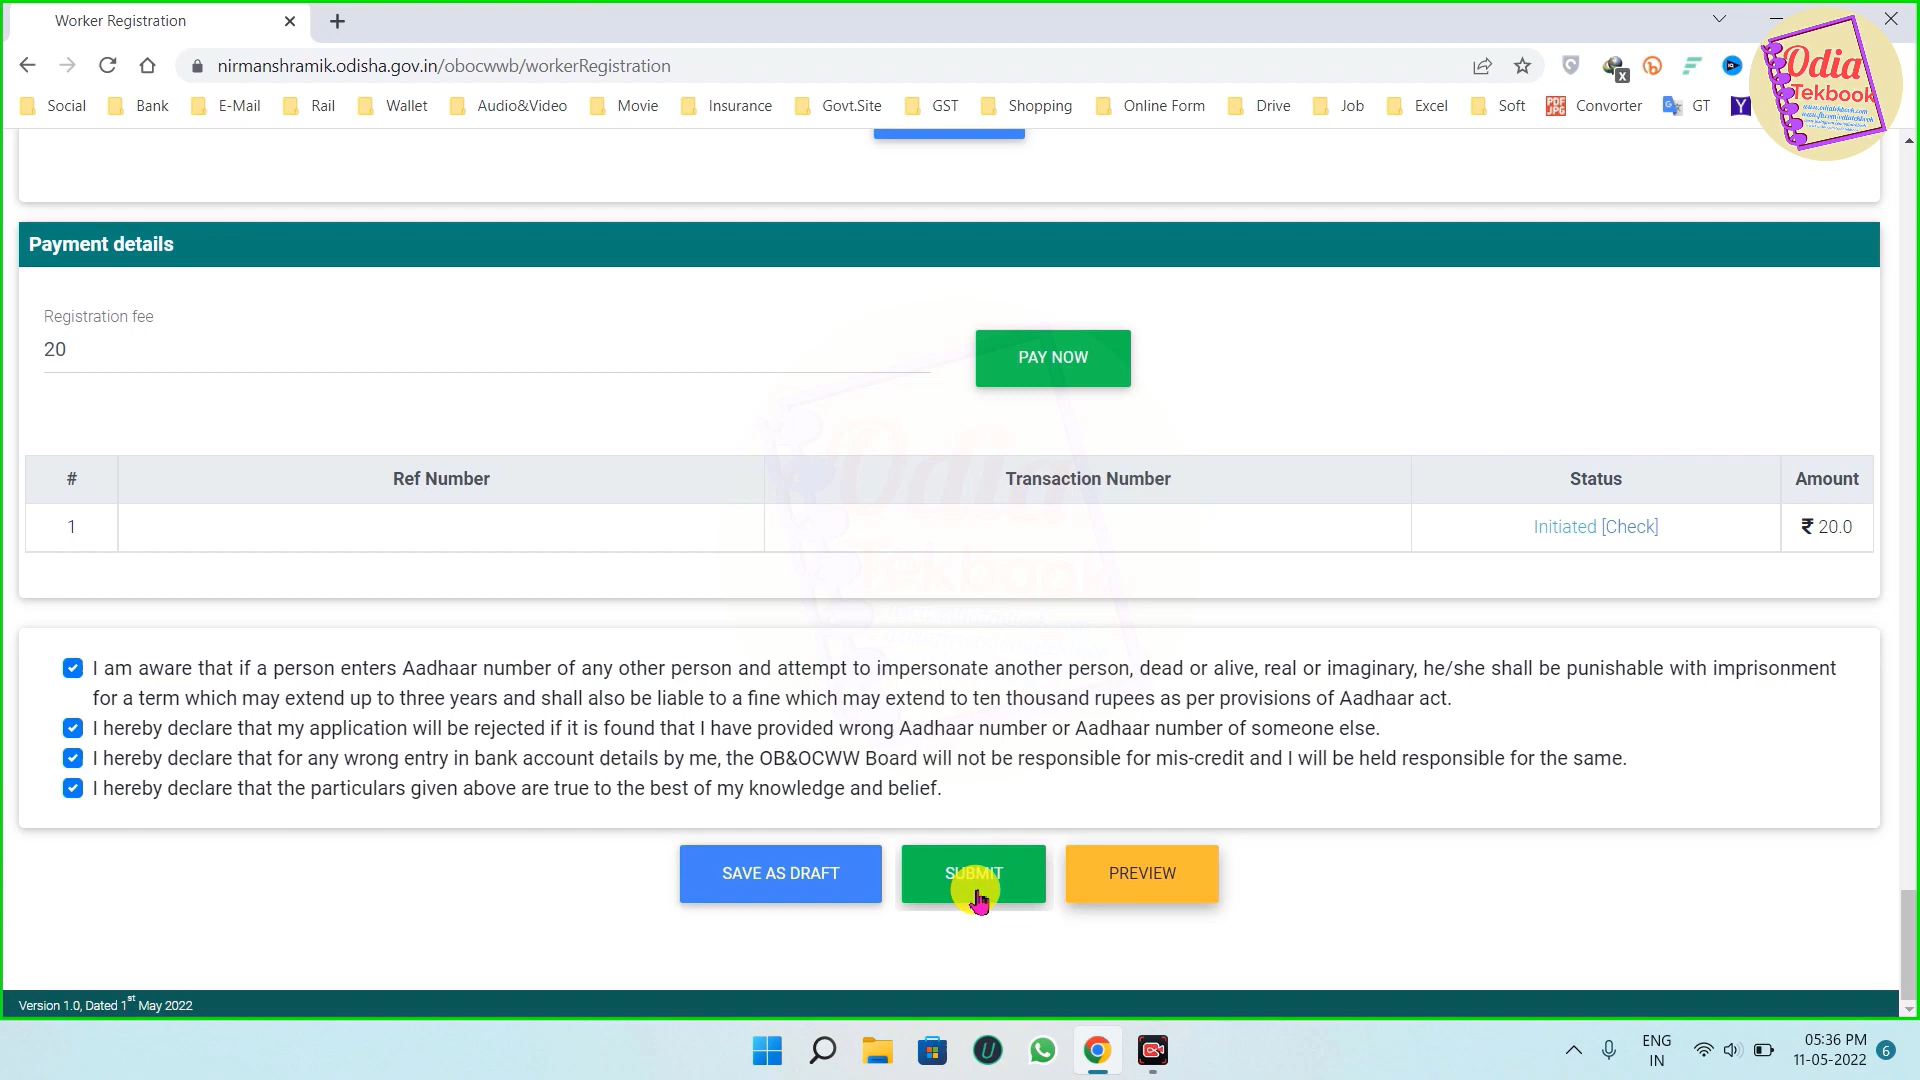 Worker Registration
nirmanshramik.odisha.gov.in/obocwwb/workerRegistration
Social Bank E-Mail Rail Wallet Audio&Video Movie Insurance Govt.Site GST Shopping Online Form Drive Job Excel Soft Convorter GT
Odia
Tekbook
Payment details
Registration fee
20
PAY NOW
# Ref Number Transaction Number Status Amount
1 Initiated [Check] ₹ 20.0
I am aware that if a person enters Aadhaar number of any other person and attempt to impersonate another person, dead or alive, real or imaginary, he/she shall be punishable with imprisonment
for a term which may extend up to three years and shall also be liable to a fine which may extend to ten thousand rupees as per provisions of Aadhaar act.
I hereby declare that my application will be rejected if it is found that I have provided wrong Aadhaar number or Aadhaar number of someone else.
I hereby declare that for any wrong entry in bank account details by me, the OB&OCWW Board will not be responsible for mis-credit and I will be held responsible for the same.
I hereby declare that the particulars given above are true to the best of my knowledge and belief.
SAVE AS DRAFT SUBMIT PREVIEW
Version 1.0, Dated 1st May 2022
ENG
IN
05:36 PM
11-05-2022
6